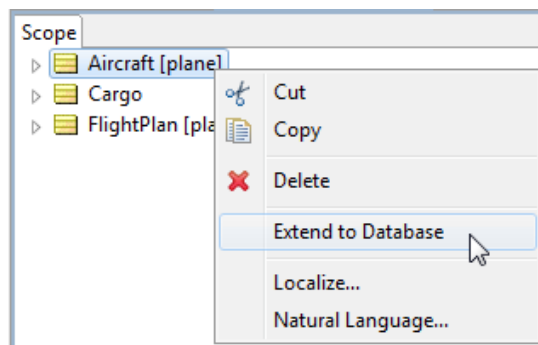 Scope
Aircraft [plane]
Cargo
FlightPlan [pla
Cut
Copy
Delete
Extend to Database
Localize...
Natural Language...